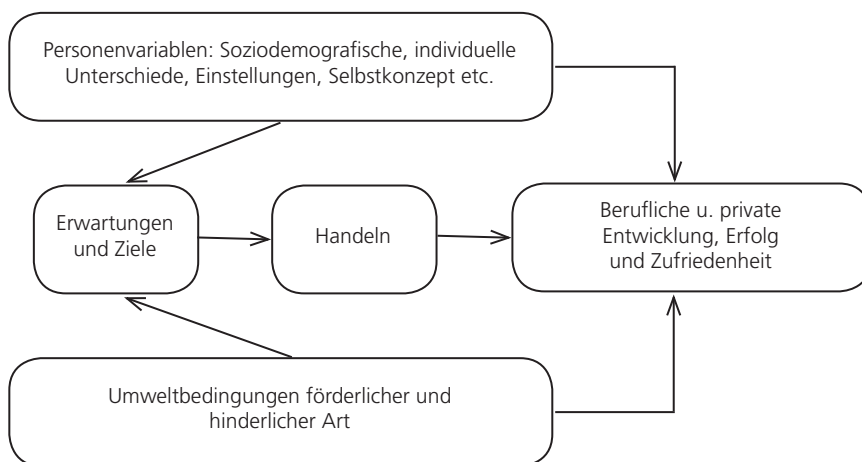 Personenvariablen: Soziodemografische, individuelle
Unterschiede, Einstellungen, Selbstkonzept etc.
Erwartungen
und Ziele
Handeln
Berufliche u. private
Entwicklung, Erfolg
und Zufriedenheit
Umweltbedingungen förderlicher und
hinderlicher Art